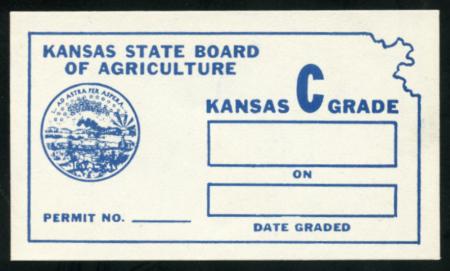 KANSAS STATE BOARD
OF AGRICULTURE
AD ASTRA PER ASPERA
KANSAS C GRADE
ON
PERMIT NO.
DATE GRADED